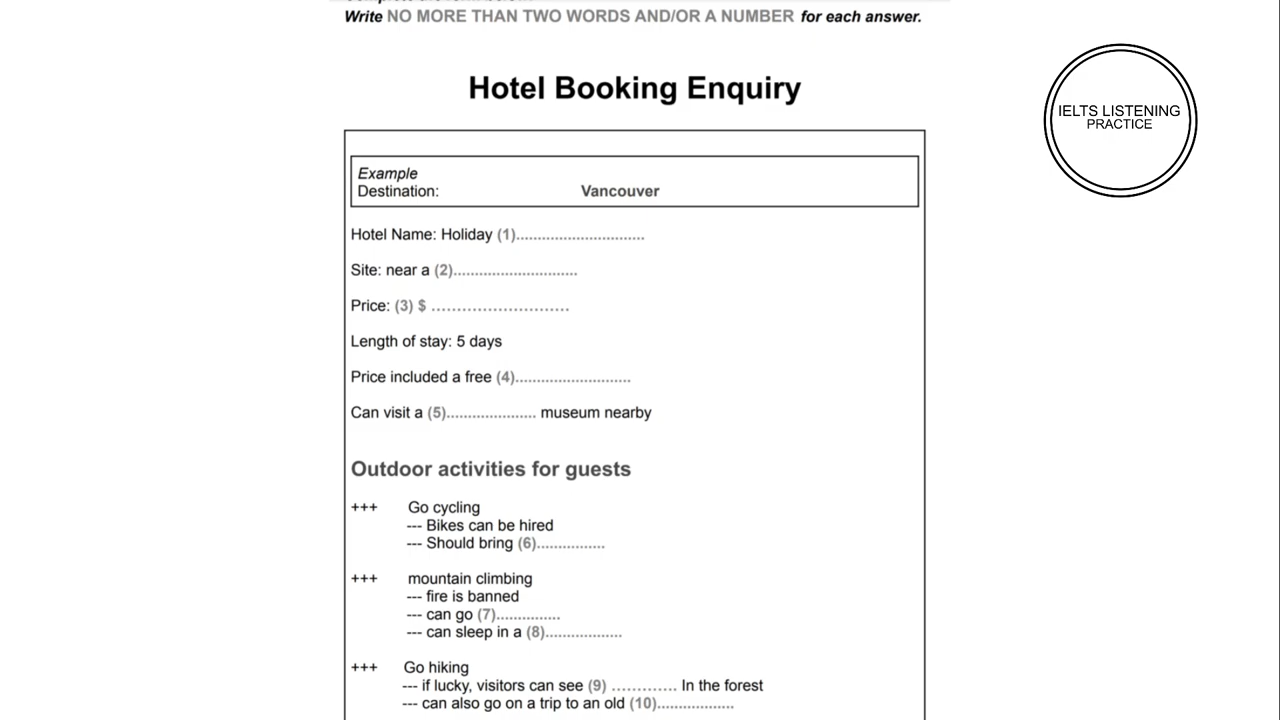 Write NO MORE THAN TWO WORDS AND/OR A NUMBER for each answer.
Hotel Booking Enquiry
IELTS LISTENING
PRACTICE
Example
Destination: Vancouver
Hotel Name: Holiday (1)..............................
Site: near a (2).............................
Price: (3) $ ...........................
Length of stay: 5 days
Price included a free (4)...........................
Can visit a (5)..................... museum nearby
Outdoor activities for guests
+++ Go cycling
--- Bikes can be hired
--- Should bring (6)................
+++ mountain climbing
--- fire is banned
--- can go (7)...............
--- can sleep in a (8)..................
+++ Go hiking
--- if lucky, visitors can see (9) ............. In the forest
--- can also go on a trip to an old (10)..................